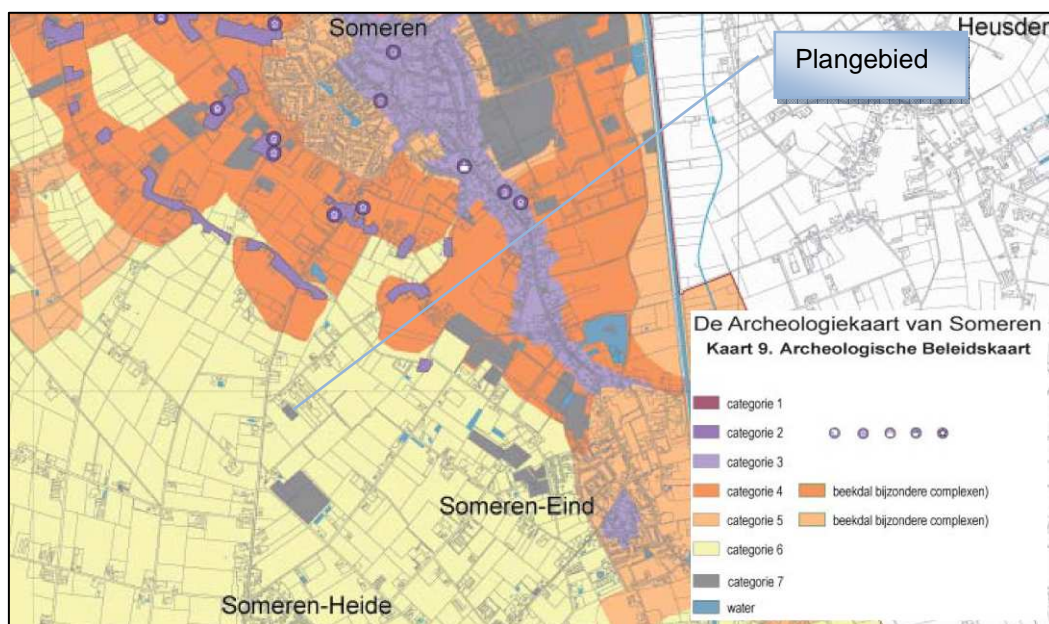 Someren
Heusden
Plangebied
De Archeologiekaart van Someren
Kaart 9. Archeologische Beleidskaart
categorie 1
categorie 2
categorie 3
categorie 4
beekdal bijzondere complexen)
categorie 5
beekdal bijzondere complexen)
categorie 6
categorie 7
water
Someren-Eind
Someren-Heide